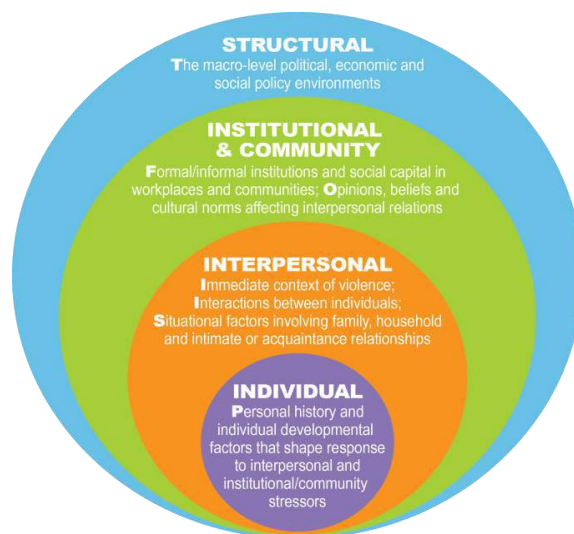 STRUCTURAL
The macro-level political, economic and
social policy environments
INSTITUTIONAL
& COMMUNITY
Formal/informal institutions and social capital in
workplaces and communities; Opinions, beliefs and
cultural norms affecting interpersonal relations
INTERPERSONAL
Immediate context of violence;
Interactions between individuals;
Situational factors involving family, household
and intimate or acquaintance relationships
INDIVIDUAL
Personal history and
individual developmental
factors that shape response
to interpersonal and
institutional/community
stressors